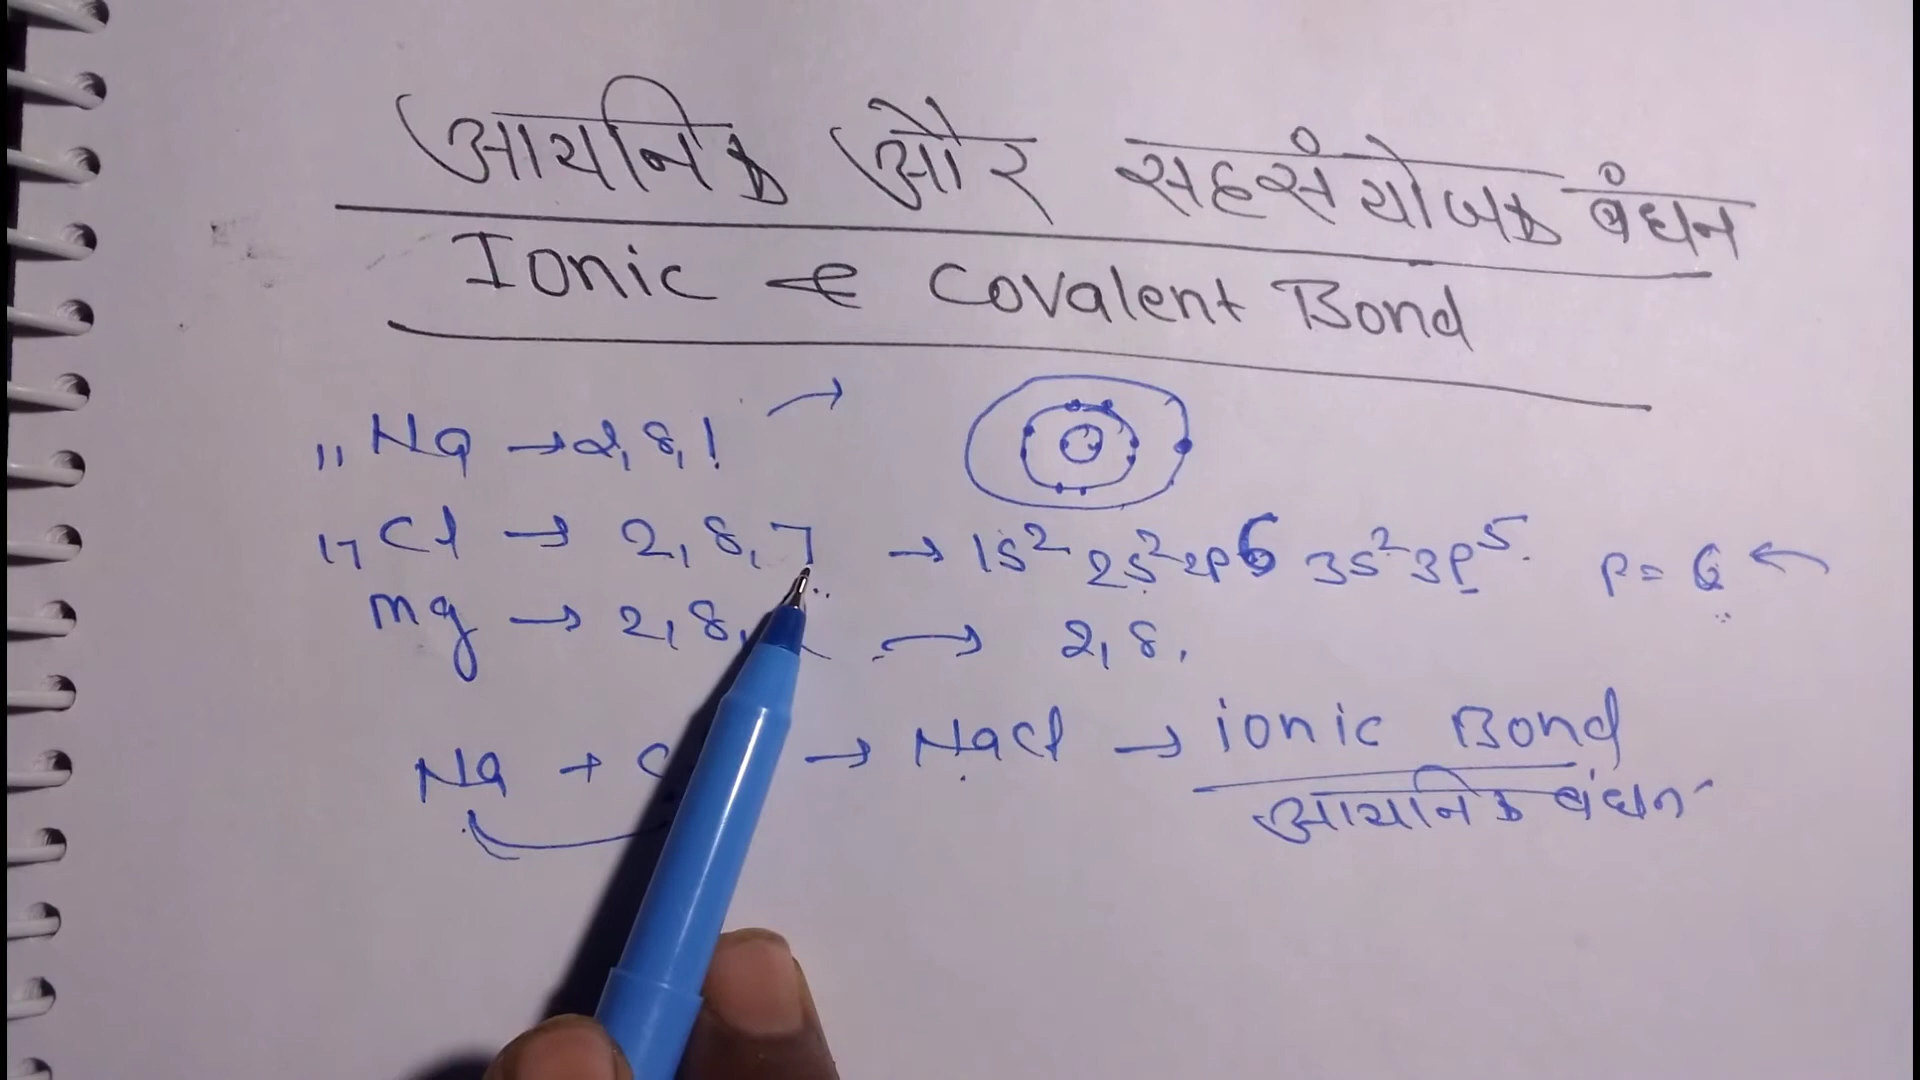 आयनिक और सहसंयोजक बंधन
Ionic & Covalent Bond
11 Na → 2, 8, 1 →
17 Cl → 2, 8, 7 → 1s² 2s² 2p6 3s² 3p⁵ P = 6 ←
mg → 2, 8, → 2, 8,
Na + → NaCl → ionic Bond
आयनिक बंधन